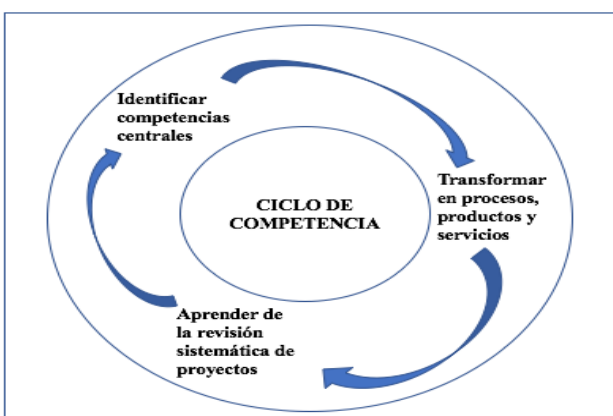 Identificar
competencias
centrales
Transformar
en procesos,
productos y
servicios
CICLO DE
COMPETENCIA
Aprender de
la revisión
sistemática de
proyectos